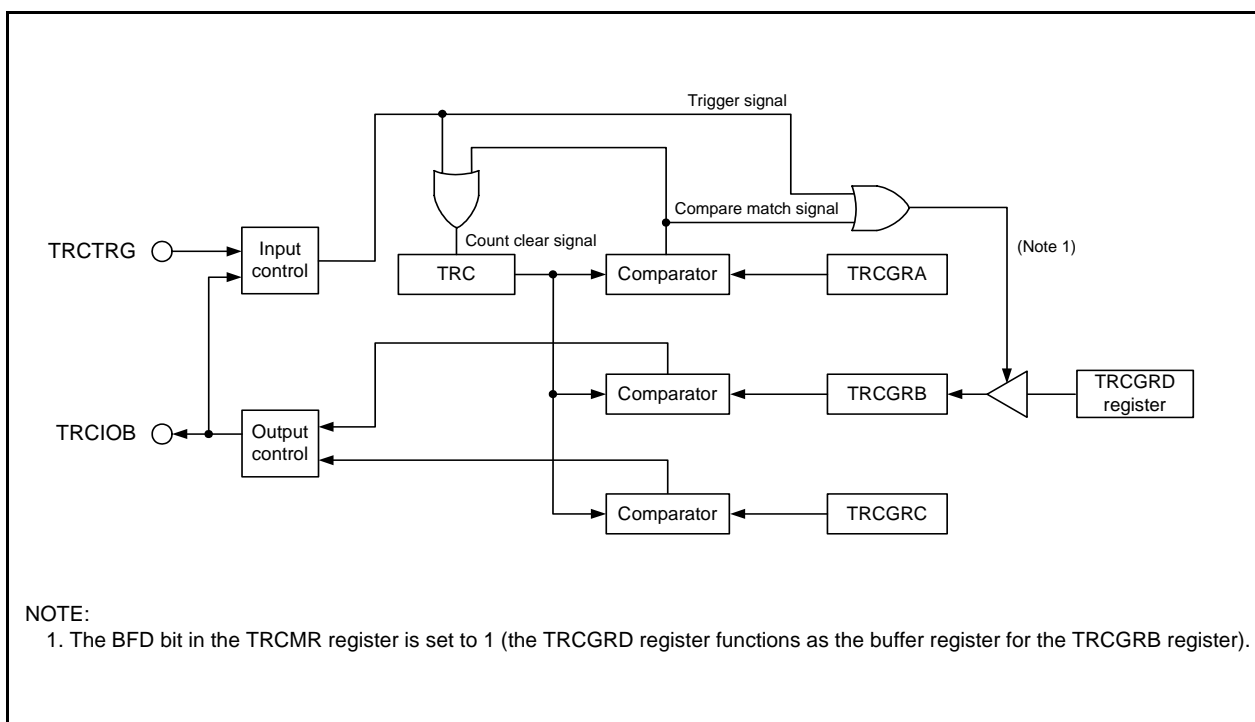 Trigger signal
Compare match signal
TRCTRG
Input
control
Count clear signal
(Note 1)
TRC
Comparator
TRCGRA
TRCIOB
Output
control
Comparator
TRCGRB
TRCGRD
register
Comparator
TRCGRC
NOTE:
1. The BFD bit in the TRCMR register is set to 1 (the TRCGRD register functions as the buffer register for the TRCGRB register).